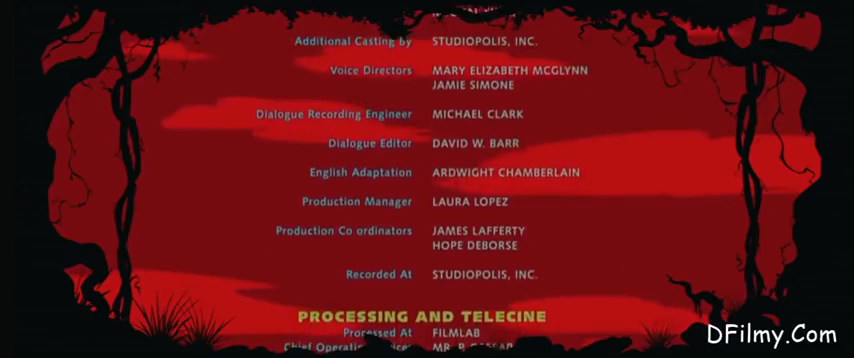 Additional Casting by STUDIOPOLIS, INC.
Voice Directors MARY ELIZABETH MCGLYNN
JAMIE SIMONE
Dialogue Recording Engineer MICHAEL CLARK
Dialogue Editor DAVID W. BARR
English Adaptation ARDWIGHT CHAMBERLAIN
Production Manager LAURA LOPEZ
Production Co ordinators JAMES LAFFERTY
HOPE DEBORSE
Recorded At STUDIOPOLIS, INC.
PROCESSING AND TELECINE
Processed At FILMLAB
Chief MR.
DFilmy.Com